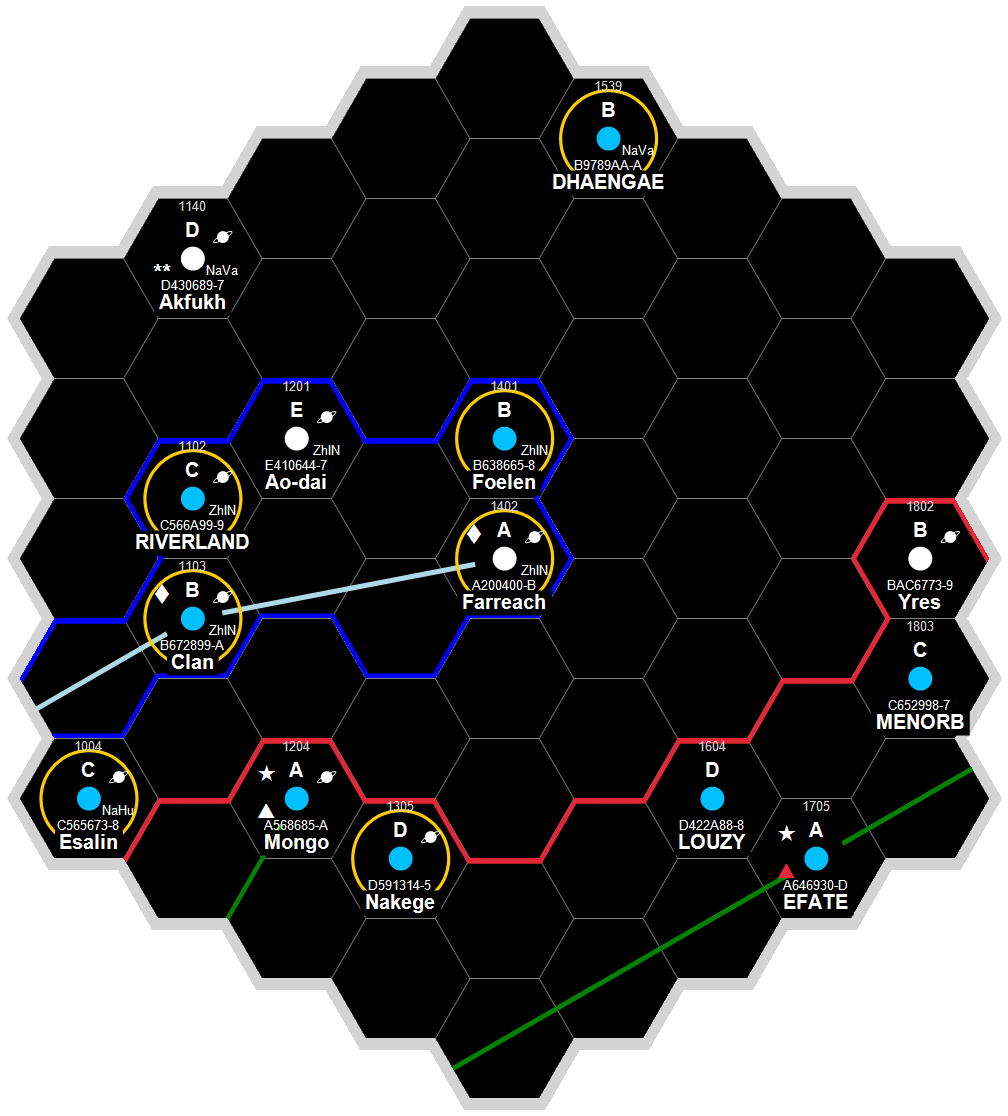 1539
B
NaVa
B9789AA-A
DHAENGAE
1140
D
**
NaVa
D430689-7
Akfukh
1201
E
ZhIN
E410644-7
Ao-dai
1401
B
ZhIN
B638665-8
Foelen
1102
C
ZhIN
C566A99-9
RIVERLAND
1402
A
ZhIN
A200400-B
Farreach
1802
B
BAC6773-9
Yres
1103
B
ZhIN
B672899-A
Clan
1803
C
C652998-7
MENORB
1004
C
NaHu
C565673-8
Esalin
1204
A
A568685-A
Mongo
1604
D
D422A88-8
LOUZY
1305
D
D591314-5
Nakege
1705
A
A646930-D
EFATE